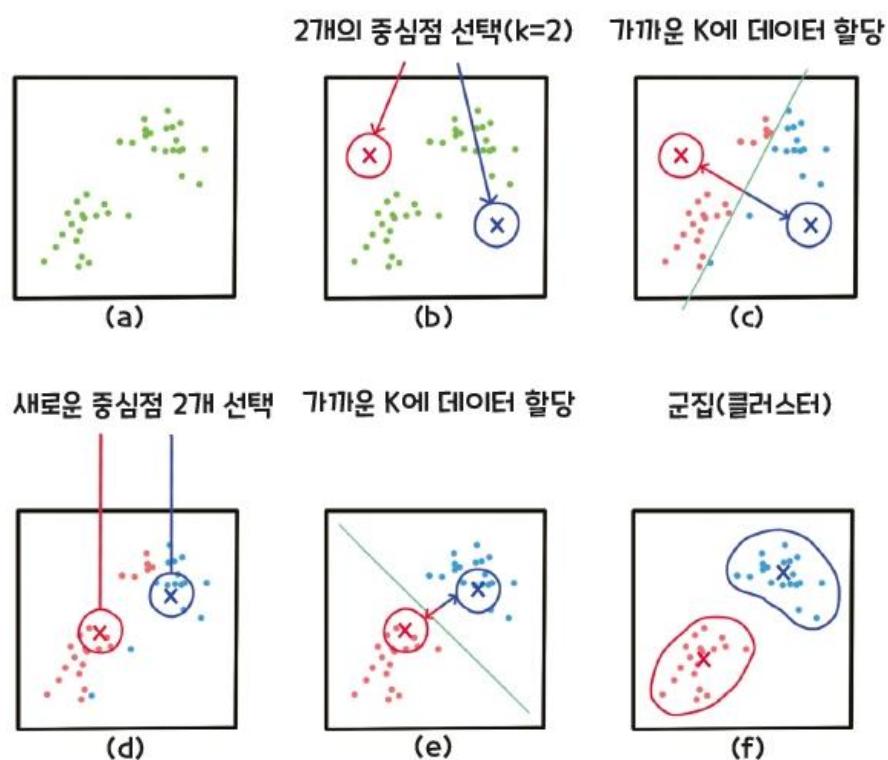 2개의 중심점 선택(k=2)
가까운 K에 데이터 할당
(a)
(b)
(c)
새로운 중심점 2개 선택
가까운 K에 데이터 할당
군집(클러스터)
(d)
(e)
(f)